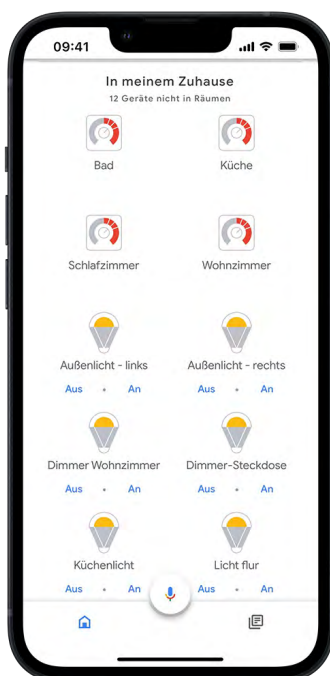 09:41
In meinem Zuhause
12 Geräte nicht in Räumen
Bad
Küche
Schlafzimmer
Wohnzimmer
Außenlicht - links
Außenlicht - rechts
Aus • An
Aus • An
Dimmer Wohnzimmer
Dimmer-Steckdose
Aus • An
Aus • An
Küchenlicht
Licht flur
Aus • An
Aus • An